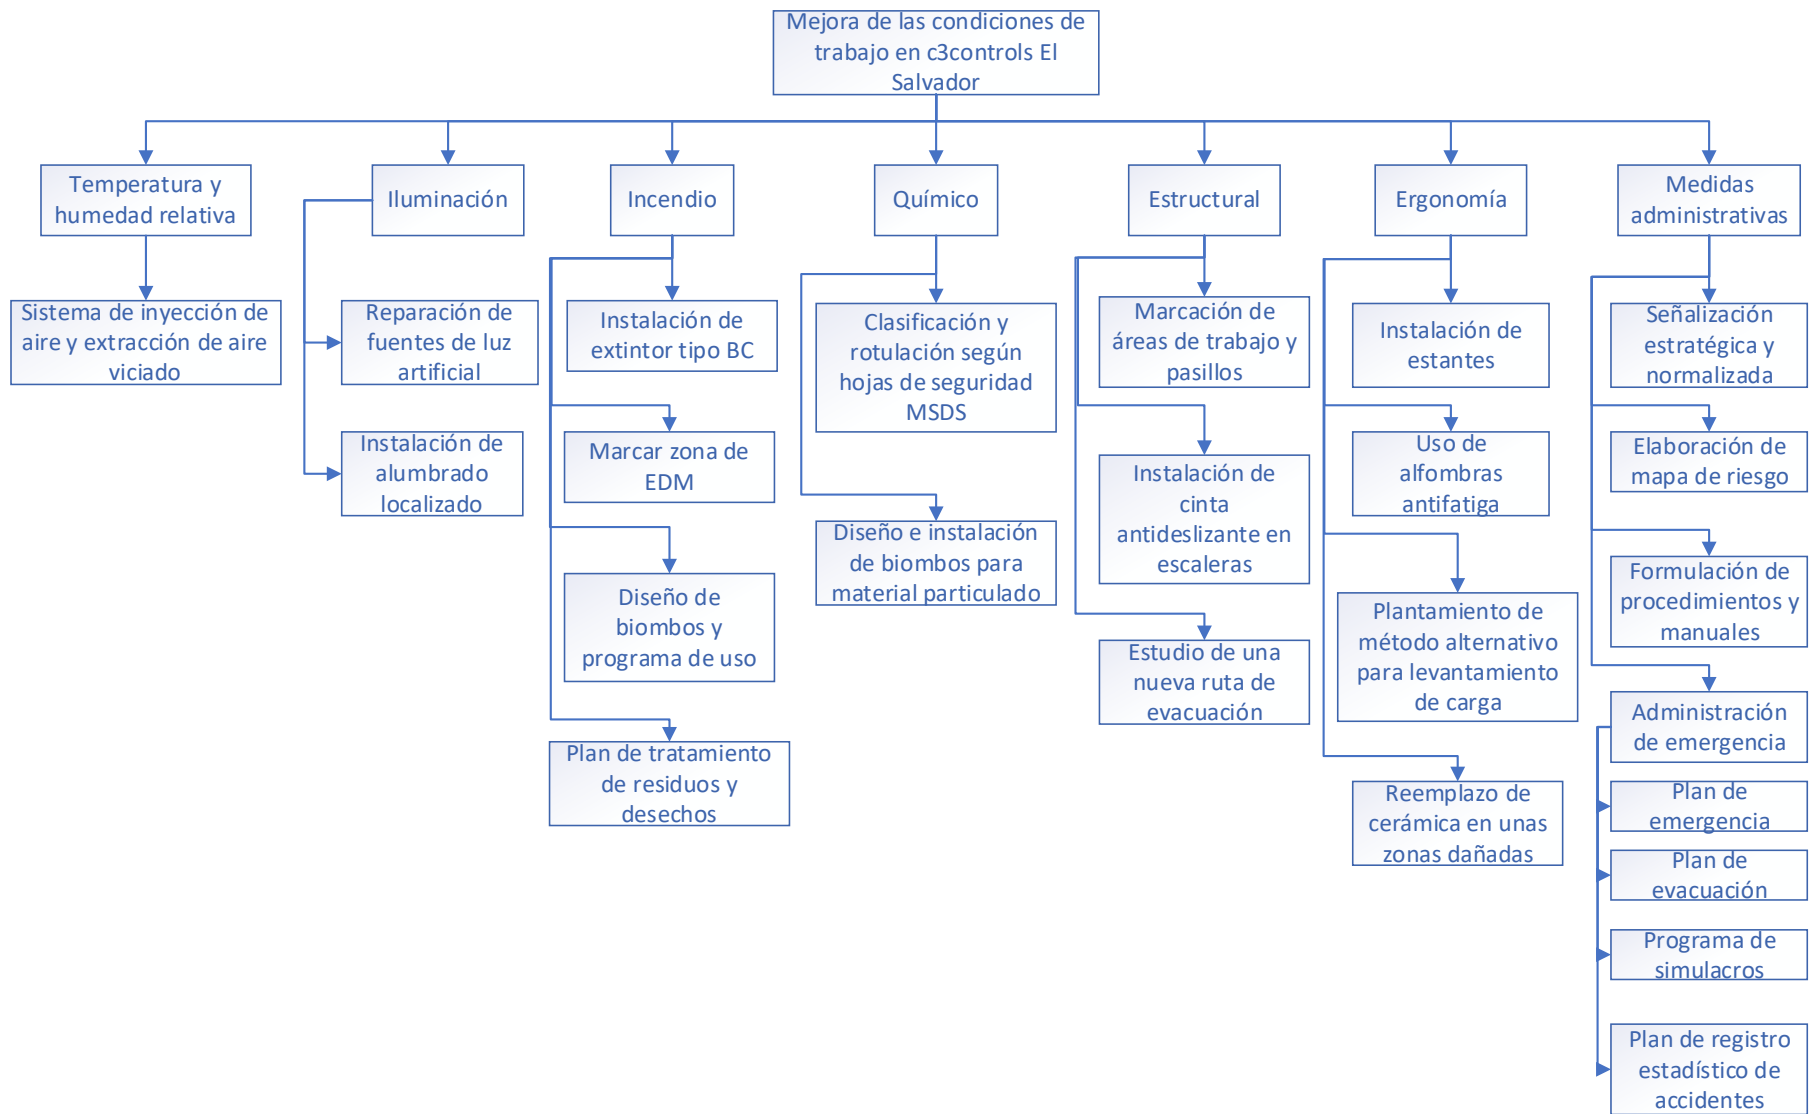 Mejora de las condiciones de
trabajo en c3controls El
Salvador
Temperatura y
humedad relativa
Iluminación
Incendio
Químico
Estructural
Ergonomía
Medidas
administrativas
Sistema de inyección de
aire y extracción de aire
viciado
Reparación de
fuentes de luz
artificial
Instalación de
alumbrado
localizado
Instalación de
extintor tipo BC
Marcar zona de
EDM
Diseño de
biombos y
programa de uso
Plan de tratamiento
de residuos y
desechos
Clasificación y
rotulación según
hojas de seguridad
MSDS
Diseño e instalación
de biombos para
material particulado
Marcación de
áreas de trabajo y
pasillos
Instalación de
cinta
antideslizante en
escaleras
Estudio de una
nueva ruta de
evacuación
Instalación de
estantes
Uso de
alfombras
antifatiga
Plantamiento de
método alternativo
para levantamiento
de carga
Reemplazo de
cerámica en unas
zonas dañadas
Señalización
estratégica y
normalizada
Elaboración de
mapa de riesgo
Formulación de
procedimientos y
manuales
Administración
de emergencia
Plan de
emergencia
Plan de
evacuación
Programa de
simulacros
Plan de registro
estadístico de
accidentes